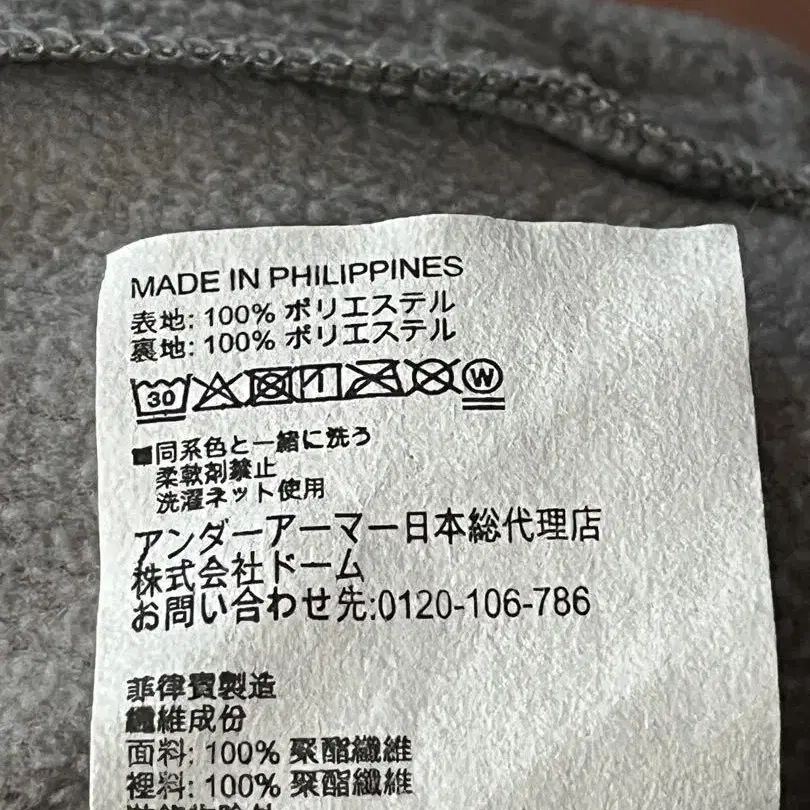 MADE IN PHILIPPINES
表地: 100% ポリエステル
裏地: 100% ポリエステル
30 W
■同系色と一緒に洗う
柔軟剤禁止
洗濯ネット使用
アンダーアーマー日本総代理店
株式会社ドーム
お問い合わせ先:0120-106-786
菲律賓製造
纖維成份
面料: 100% 聚酯纖維
裡料: 100% 聚酯纖維